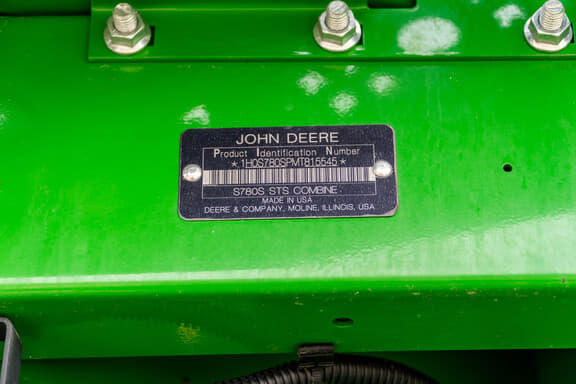 JOHN DEERE
Product Identification Number
*1H0S780SPMT815545*
S780S STS COMBINE
MADE IN USA
DEERE & COMPANY, MOLINE, ILLINOIS, USA